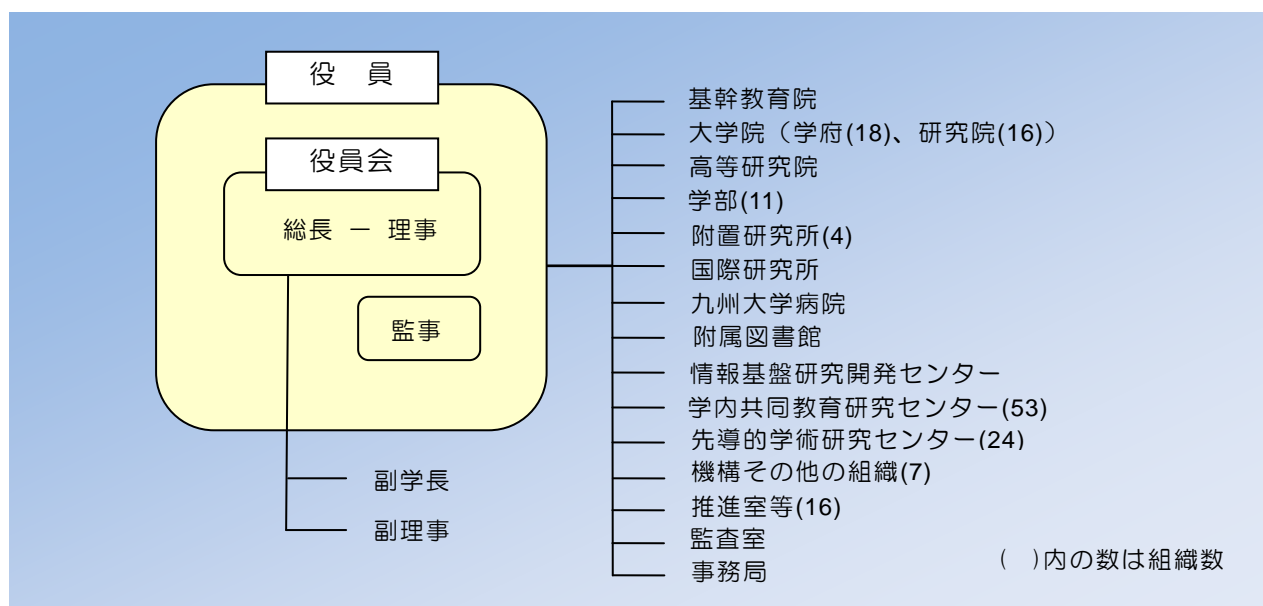 役　員
役員会
総長 － 理事
監事
副学長
副理事
基幹教育院
大学院（学府(18)、研究院(16)）
高等研究院
学部(11)
附置研究所(4)
国際研究所
九州大学病院
附属図書館
情報基盤研究開発センター
学内共同教育研究センター(53)
先導的学術研究センター(24)
機構その他の組織(7)
推進室等(16)
監査室
事務局
（　)内の数は組織数